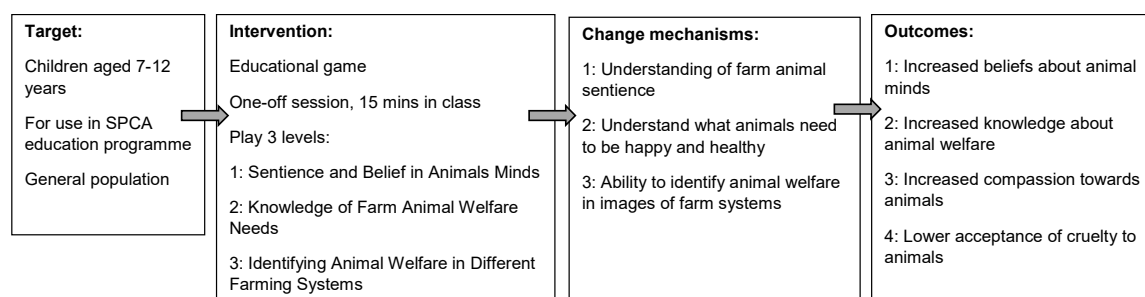 Target:
Children aged 7-12
years
For use in SPCA
education programme
General population
Intervention:
Educational game
One-off session, 15 mins in class
Play 3 levels:
1: Sentience and Belief in Animals Minds
2: Knowledge of Farm Animal Welfare
Needs
3: Identifying Animal Welfare in Different
Farming Systems
Change mechanisms:
1: Understanding of farm animal
sentience
2: Understand what animals need
to be happy and healthy
3: Ability to identify animal welfare
in images of farm systems
Outcomes:
1: Increased beliefs about animal
minds
2: Increased knowledge about
animal welfare
3: Increased compassion towards
animals
4: Lower acceptance of cruelty to
animals